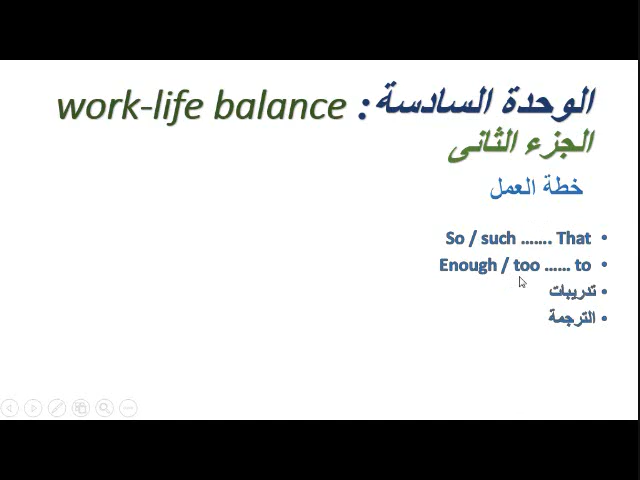 الوحدة السادسة : work-life balance
الجزء الثانى
خطة العمل
• So / such ....... That
• Enough / too ...... to
• تدريبات
• الترجمة